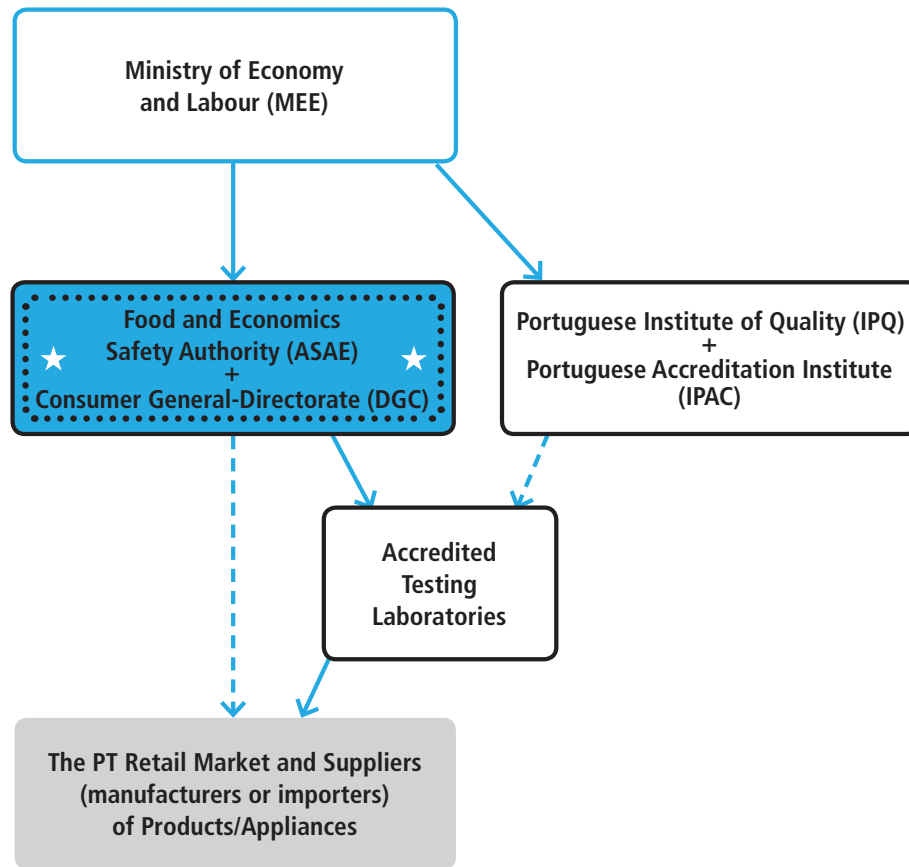 Ministry of Economy
and Labour (MEE)
Food and Economics
Safety Authority (ASAE)
+
Consumer General-Directorate (DGC)
Portuguese Institute of Quality (IPQ)
+
Portuguese Accreditation Institute
(IPAC)
Accredited
Testing
Laboratories
The PT Retail Market and Suppliers
(manufacturers or importers)
of Products/Appliances